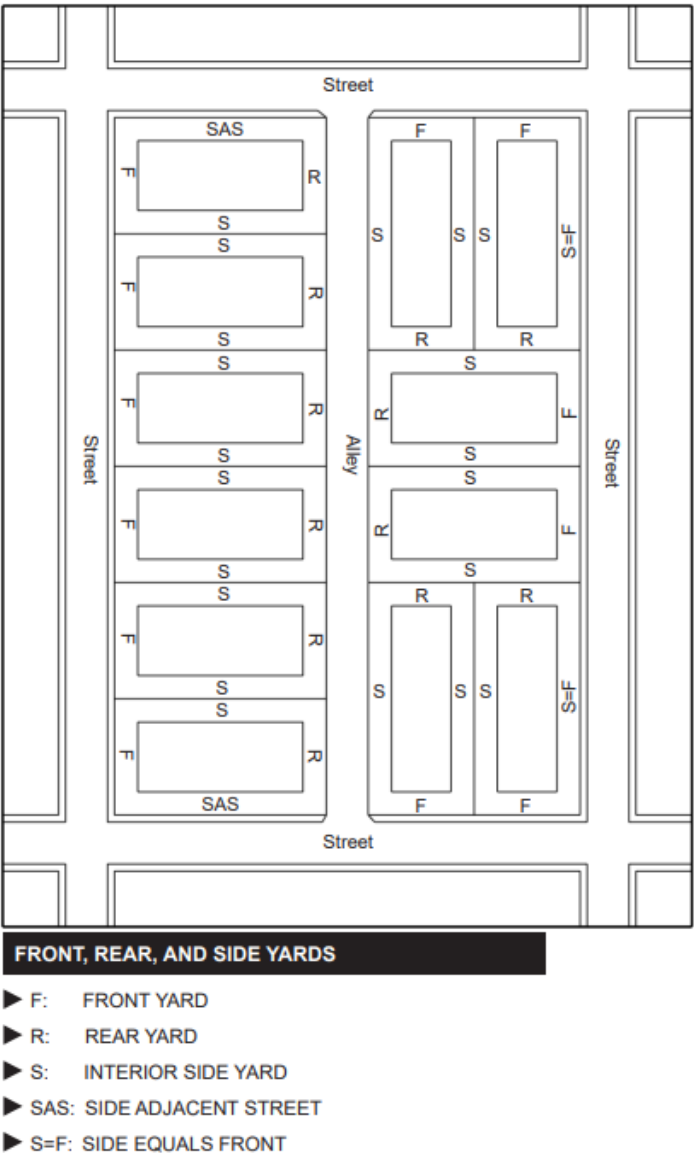 Street
SAS
F
R
S
S
F
R
S
S
F
R
S
S
F
R
S
S
F
R
S
S
F
R
SAS
Street
Alley
F
F
S
S
S
S=F
R
R
S
R
F
S
S
R
F
S
R
R
S
S
S
S=F
F
F
Street
Street
FRONT, REAR, AND SIDE YARDS
F: FRONT YARD
R: REAR YARD
S: INTERIOR SIDE YARD
SAS: SIDE ADJACENT STREET
S=F: SIDE EQUALS FRONT